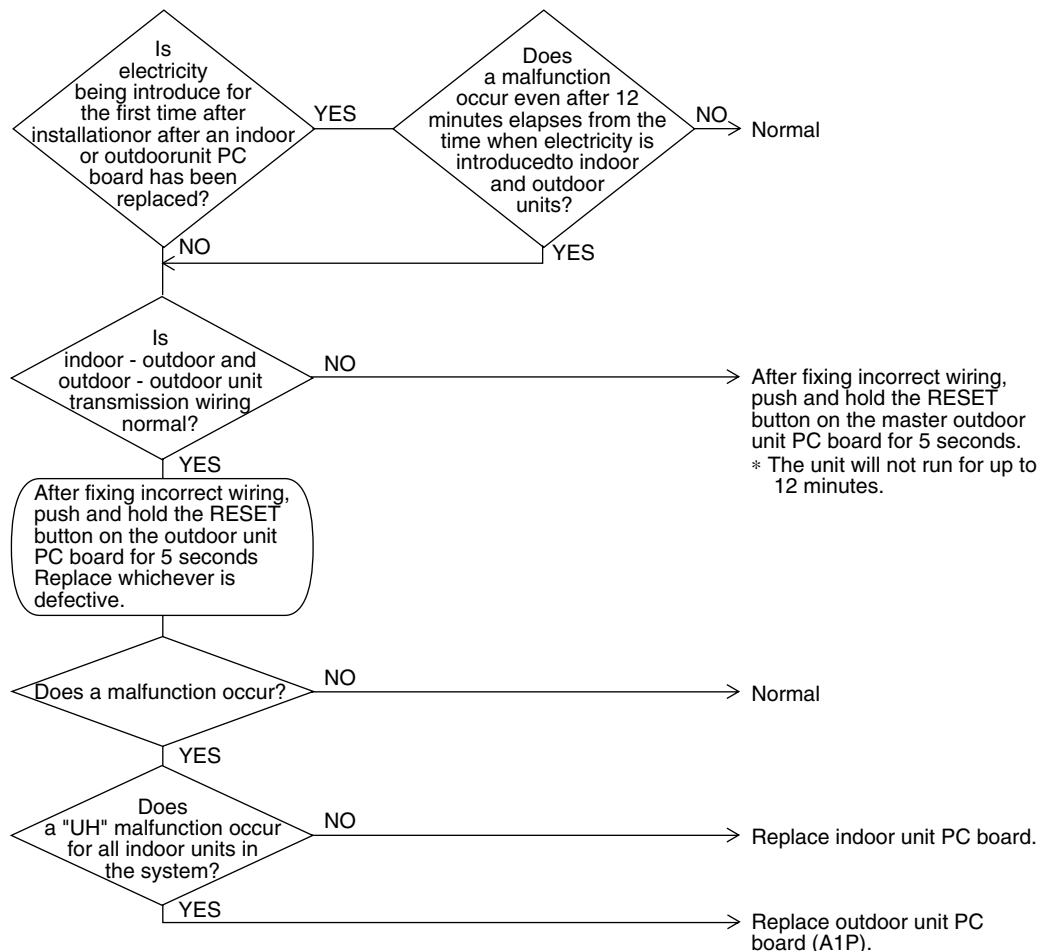 Is
electricity
being introduce for
the first time after
installationor after an indoor
or outdoorunit PC
board has been
replaced?
YES
Does
a malfunction
occur even after 12
minutes elapses from the
time when electricity is
introducedto indoor
and outdoor
units?
NO
Normal
NO
YES
Is
indoor - outdoor and
outdoor - outdoor unit
transmission wiring
normal?
NO
After fixing incorrect wiring,
push and hold the RESET
button on the master outdoor
unit PC board for 5 seconds.
* The unit will not run for up to
12 minutes.
YES
After fixing incorrect wiring,
push and hold the RESET
button on the outdoor unit
PC board for 5 seconds
Replace whichever is
defective.
Does a malfunction occur?
NO
Normal
YES
Does
a "UH" malfunction occur
for all indoor units in
the system?
NO
Replace indoor unit PC board.
YES
Replace outdoor unit PC
board (A1P).